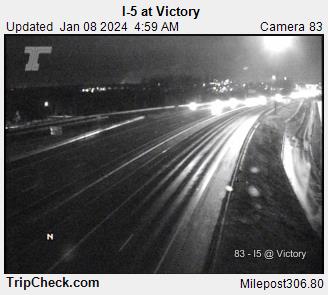 I-5 at Victory
Updated  Jan 08 2024  4:59 AM
Camera 83
T
N
83 - I5 @ Victory
TripCheck.com
Milepost306.80